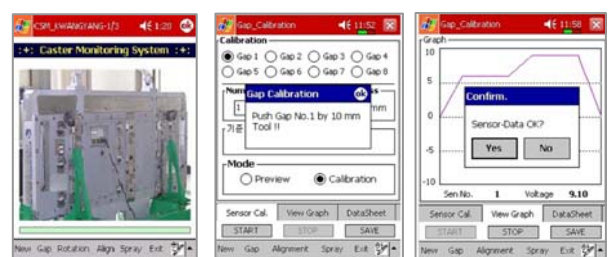 CSM_KWANGYANG-1/3 1:20 ok
:+: Caster Monitoring System :+:
New Gap Rotation Align Spray Exit
Gap_Calibration 11:52
Calibration
Gap 1 Gap 2 Gap 3 Gap 4
Gap 5 Gap 6 Gap 7 Gap 8
Num
1 mm
Gap Calibration ok
Push Gap No.1 by 10 mm
Tool !!
기준
Mode
Preview Calibration
Sensor Cal. View Graph DataSheet
START STOP SAVE
New Gap Alignment Spray Exit
Gap_Calibration 11:58
Graph
10
5
0
-5
-10
Confirm.
Sensor-Data OK?
Yes No
Sen No. 1 Voltage 9.10
Sensor Cal. View Graph DataSheet
START STOP SAVE
New Gap Alignment Spray Exit